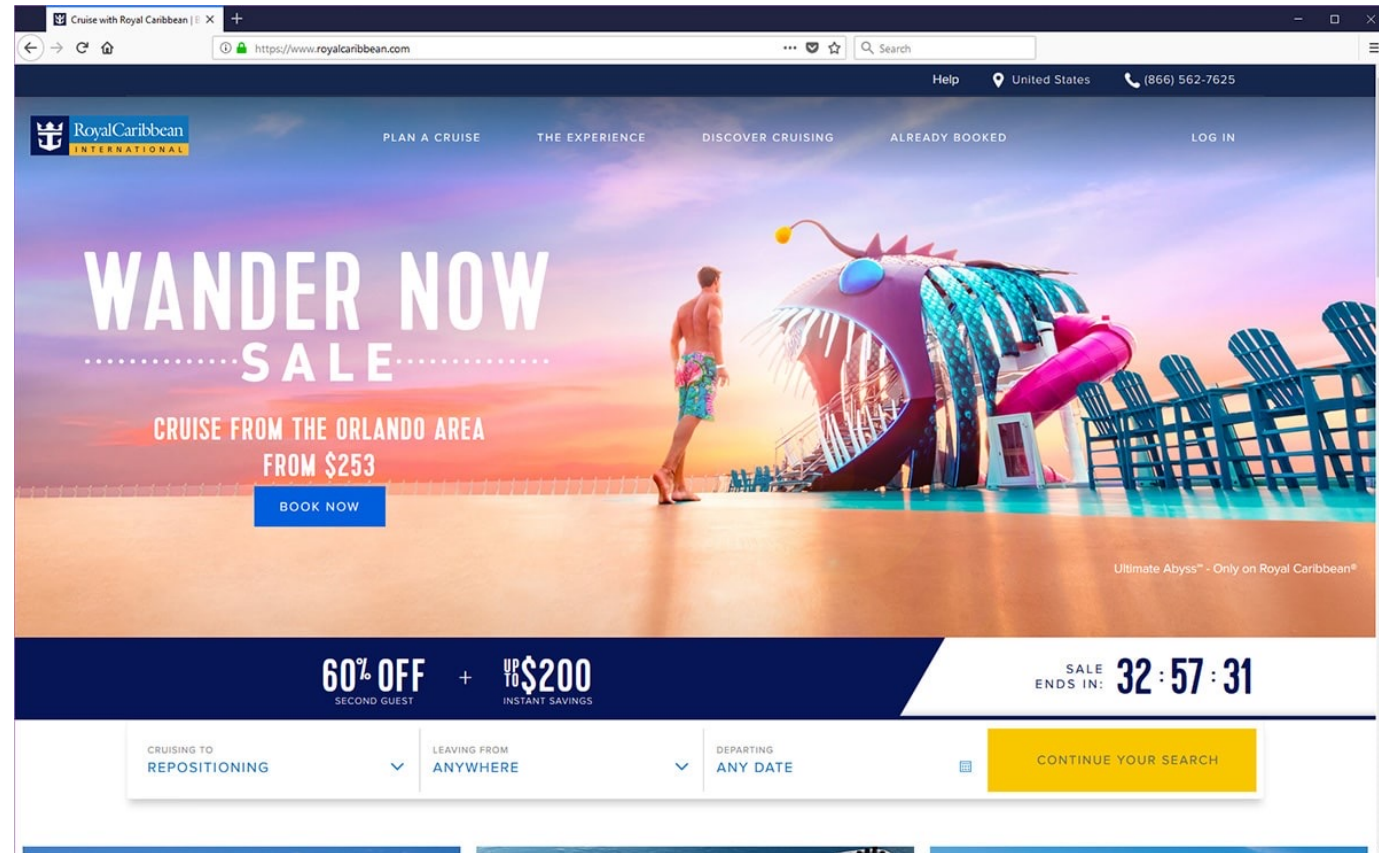 Cruise with Royal Caribbean |
https://www.royalcaribbean.com
Search
Help
United States
(866) 562-7625
RoyalCaribbean
INTERNATIONAL
PLAN A CRUISE
THE EXPERIENCE
DISCOVER CRUISING
ALREADY BOOKED
LOG IN
WANDER NOW
SALE
CRUISE FROM THE ORLANDO AREA
FROM $253
BOOK NOW
Ultimate Abyss℠ - Only on Royal Caribbean®
60% OFF
SECOND GUEST
+
UP TO $200
INSTANT SAVINGS
SALE
ENDS IN:
32 : 57 : 31
CRUISING TO
REPOSITIONING
LEAVING FROM
ANYWHERE
DEPARTING
ANY DATE
CONTINUE YOUR SEARCH